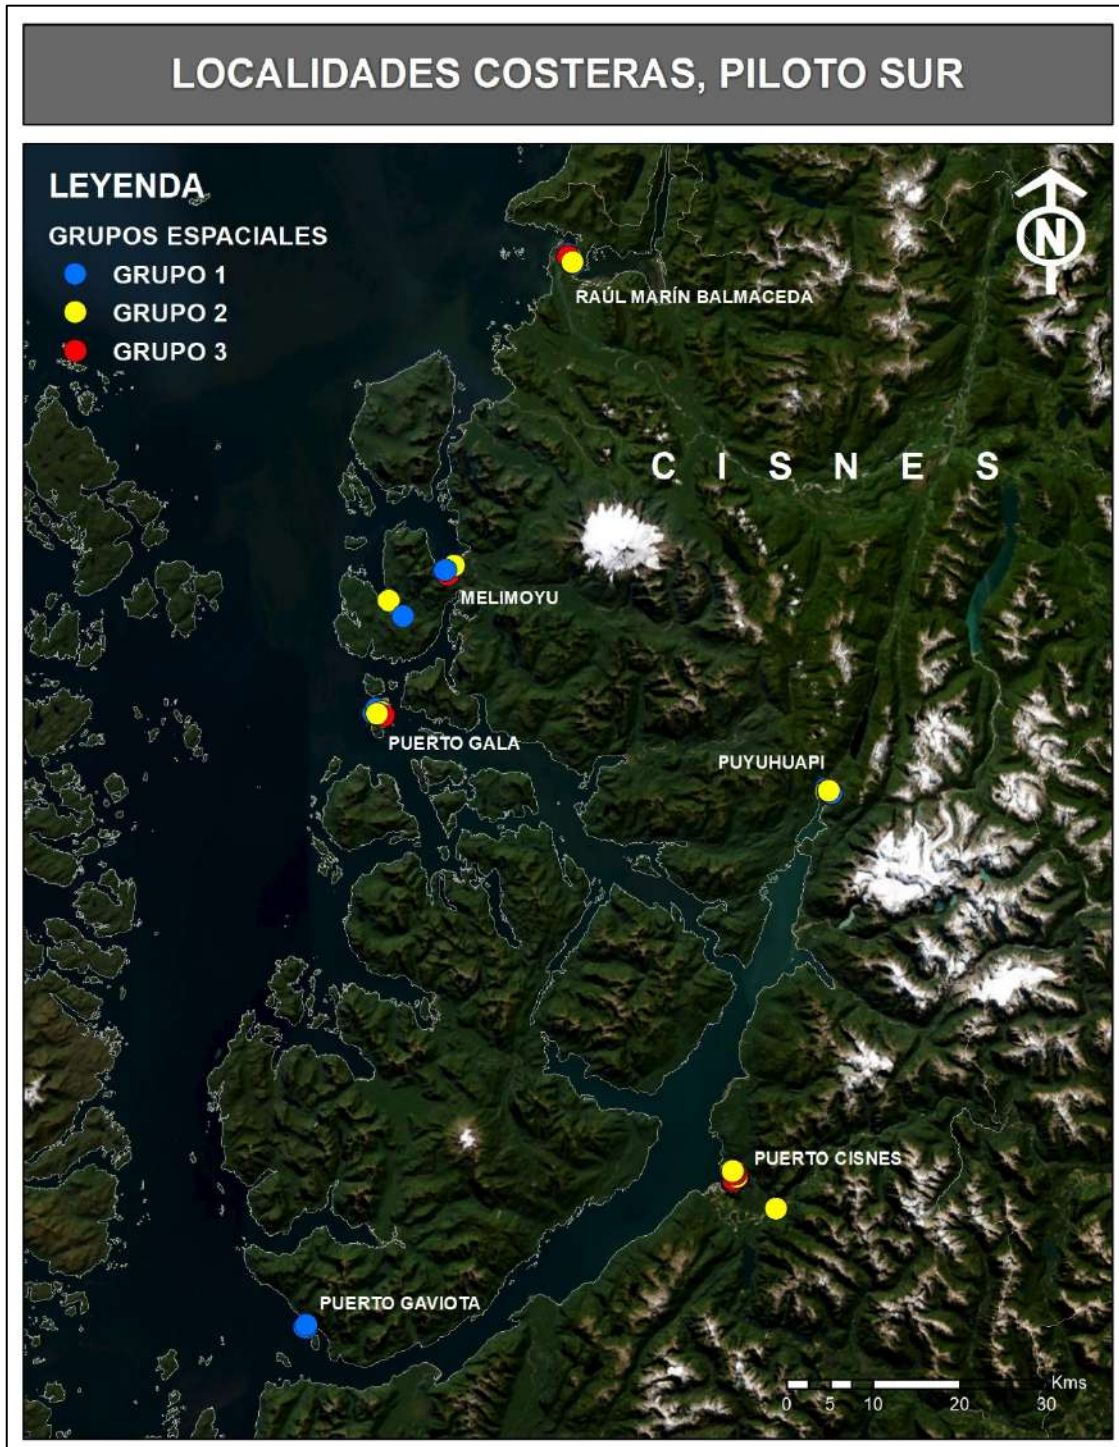 LOCALIDADES COSTERAS, PILOTO SUR
LEYENDA
GRUPOS ESPACIALES
GRUPO 1
GRUPO 2
GRUPO 3
N
RAÚL MARÍN BALMACEDA
CISNES
MELIMOYU
PUERTO GALA
PUYUHUAPI
PUERTO CISNES
PUERTO GAVIOTA
Kms
0 5 10 20 30